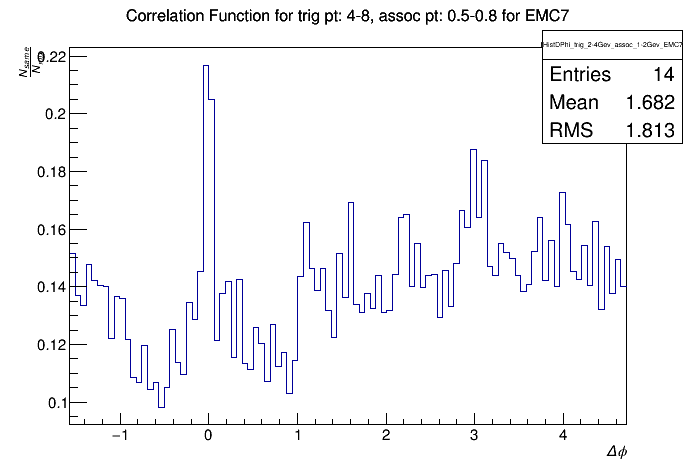 Correlation Function for trig pt: 4-8, assoc pt: 0.5-0.8 for EMC7
HistDPhi_trig_2-4Gev_assoc_1-2Gev_EMC7
Entries 14
Mean 1.682
RMS 1.813
N_same
N
0.22
0.2
0.18
0.16
0.14
0.12
0.1
−1 0 1 2 3 4
Δϕ